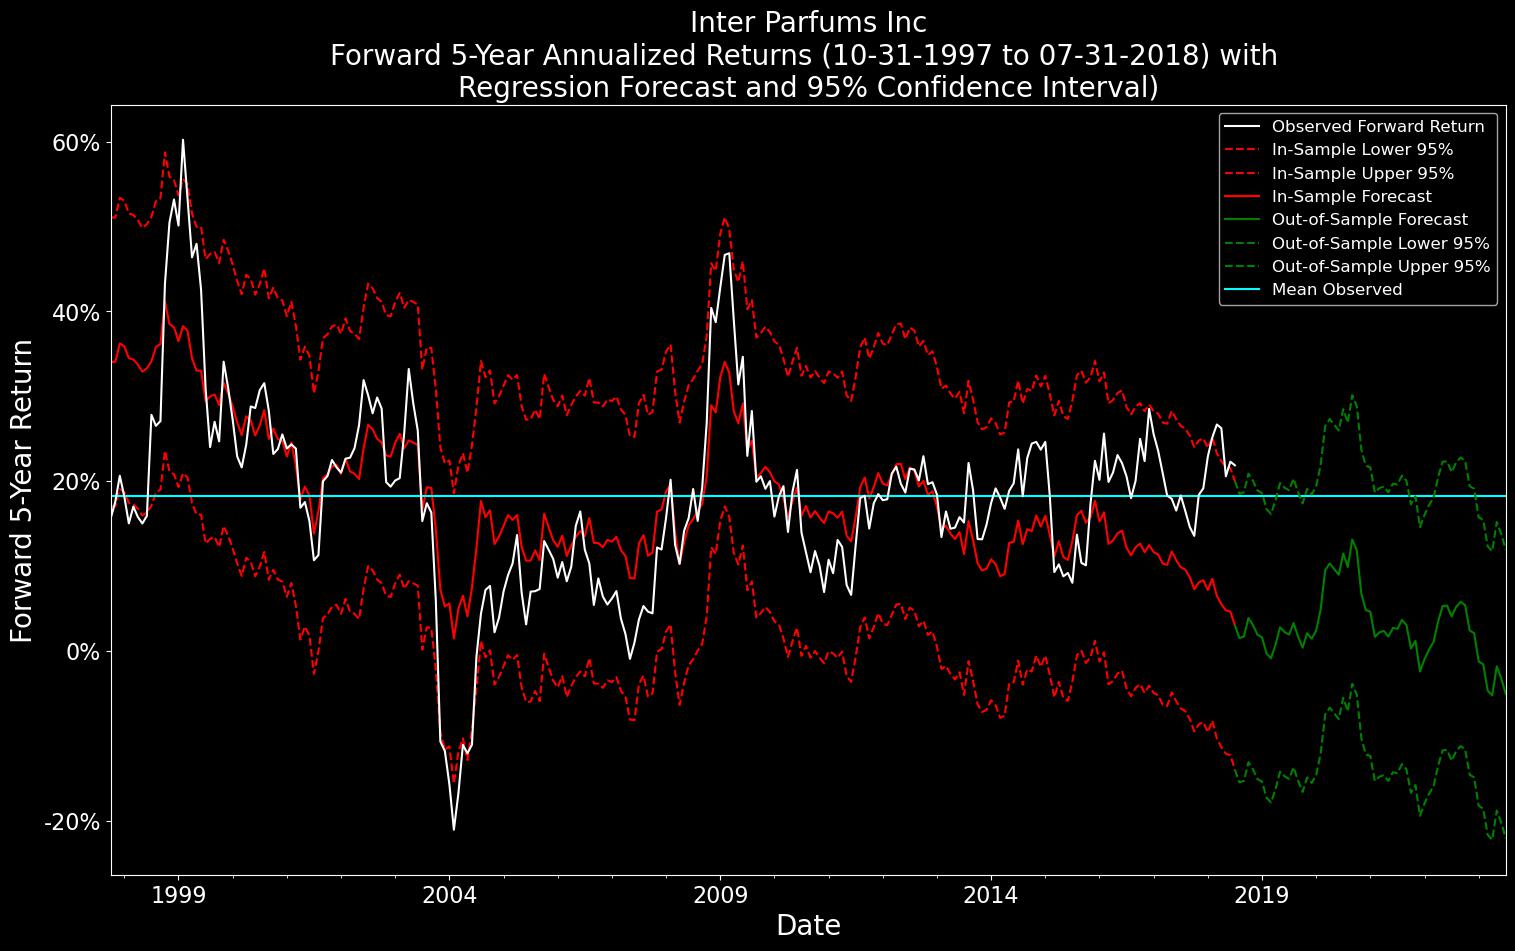 Inter Parfums Inc
Forward 5-Year Annualized Returns (10-31-1997 to 07-31-2018) with
Regression Forecast and 95% Confidence Interval)
Observed Forward Return
In-Sample Lower 95%
In-Sample Upper 95%
In-Sample Forecast
Out-of-Sample Forecast
Out-of-Sample Lower 95%
Out-of-Sample Upper 95%
Mean Observed
Forward 5-Year Return
60%
40%
20%
0%
-20%
1999
2004
2009
2014
2019
Date